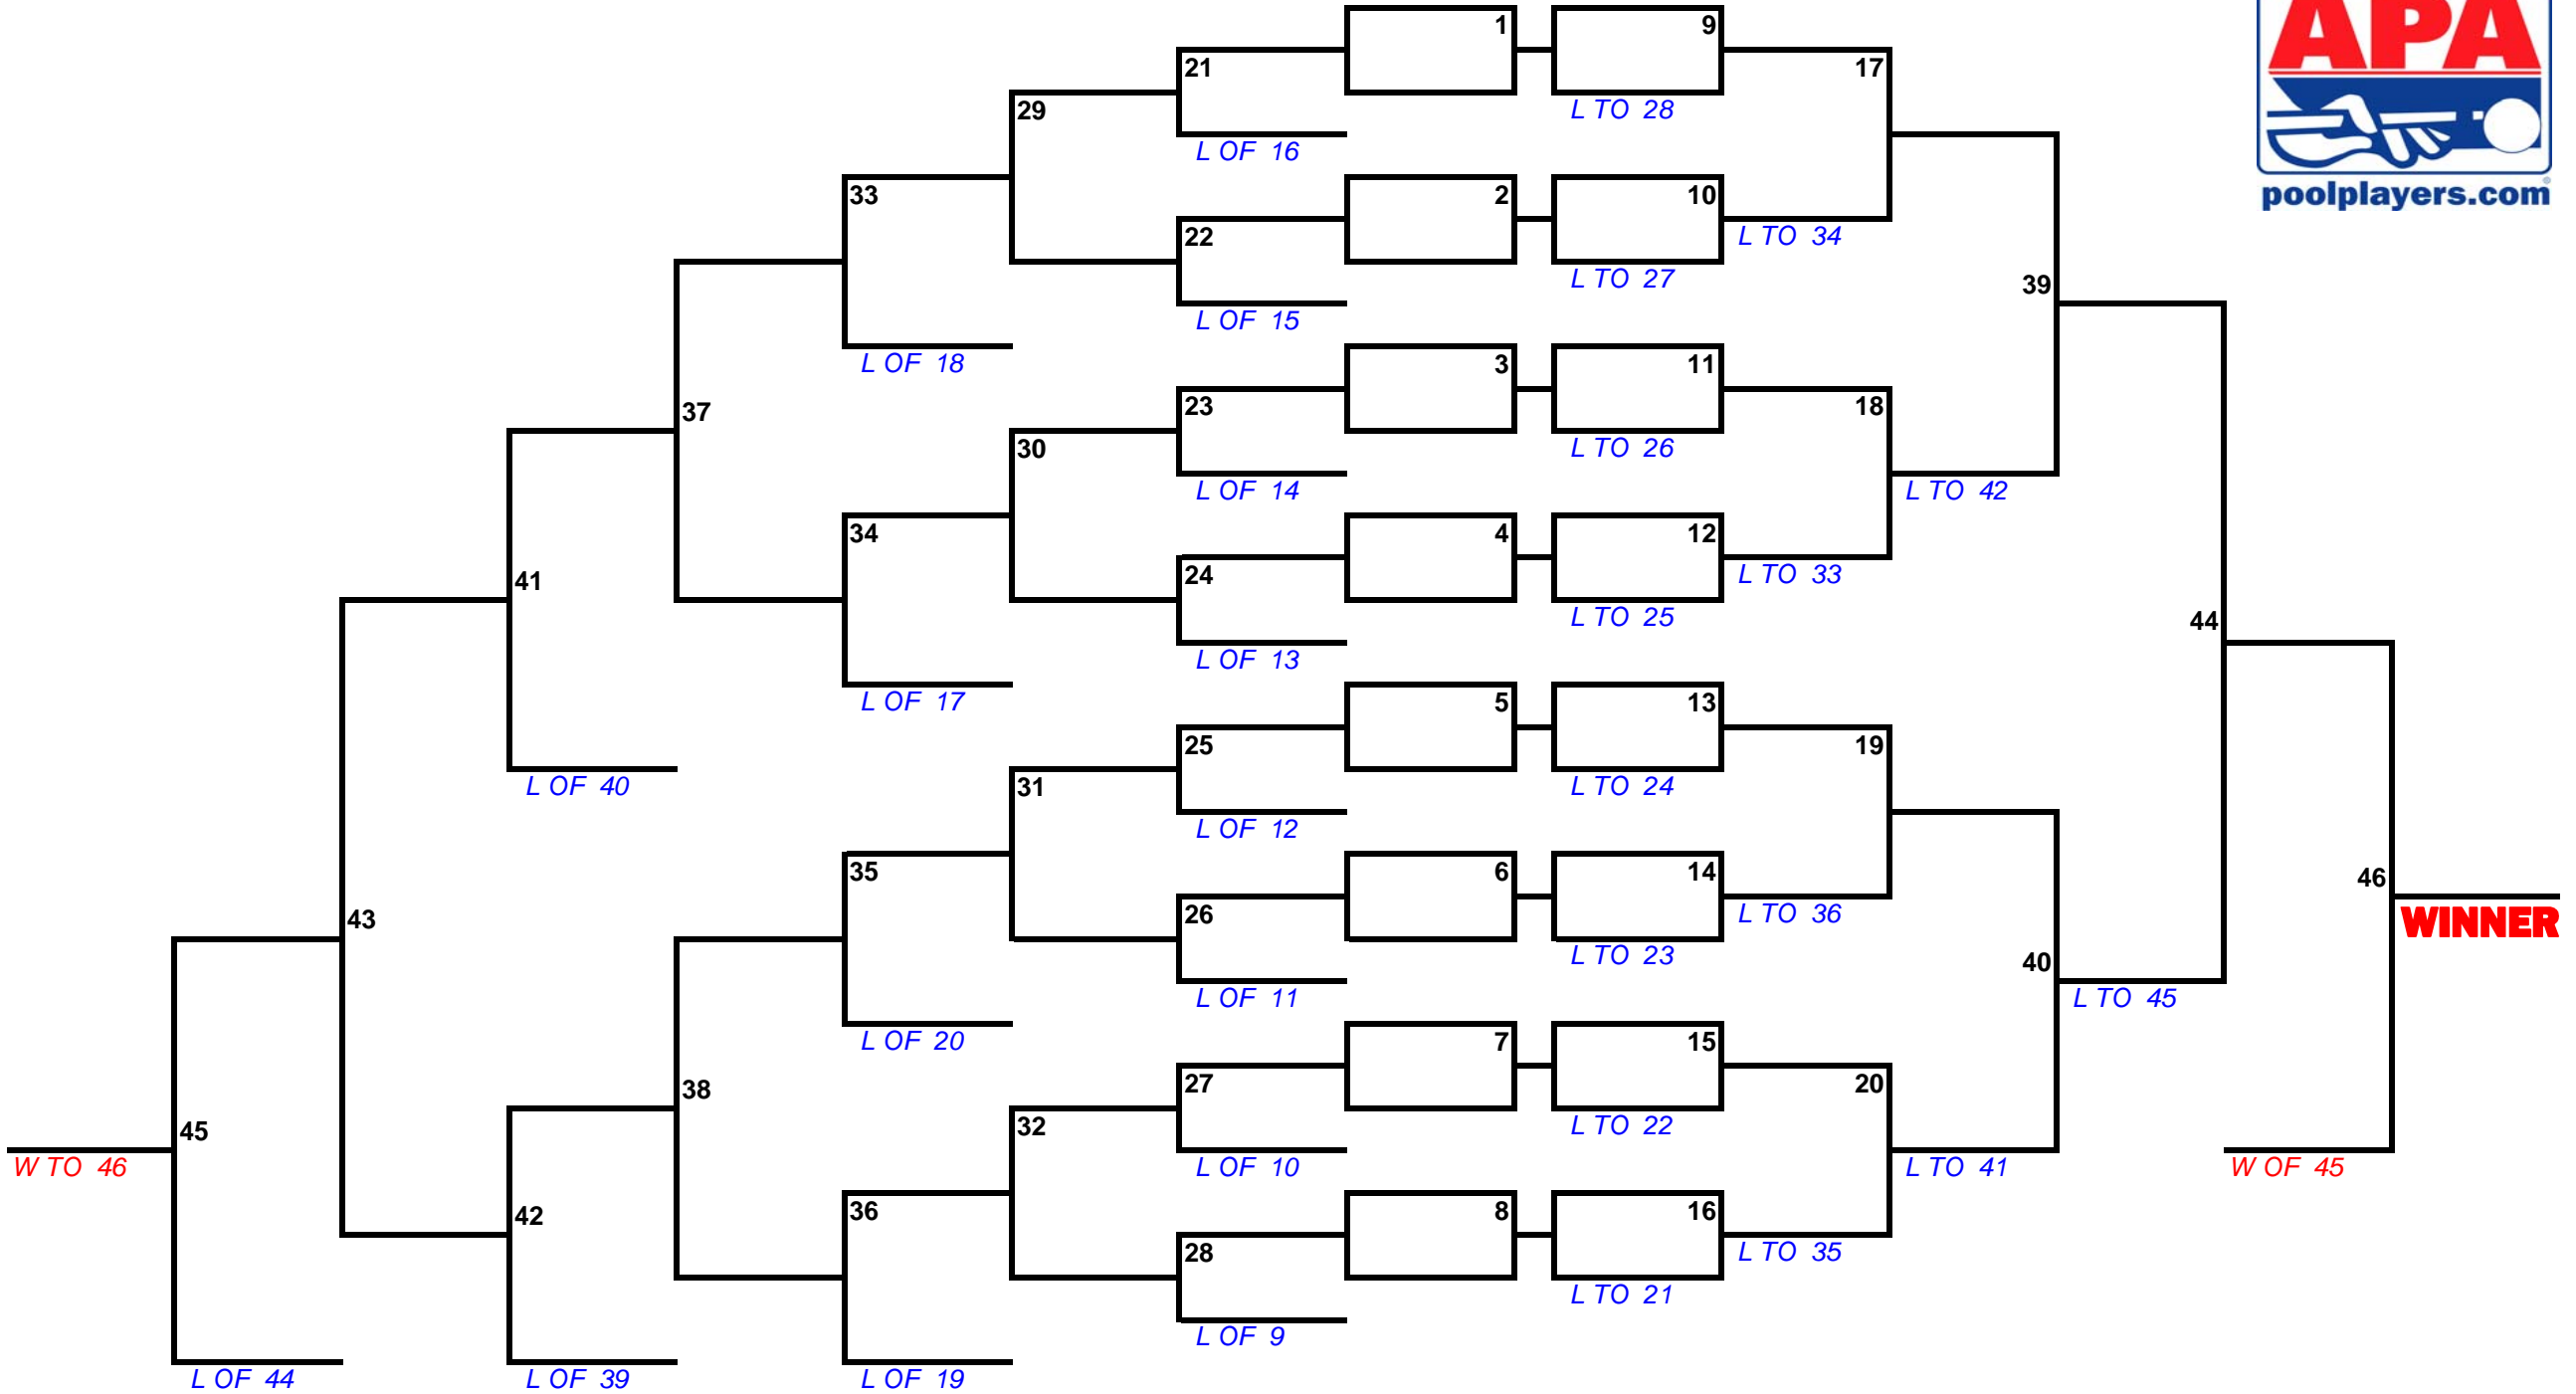 APA
poolplayers.com
1 9
21 17
L TO 28
29
L OF 16
33 2 10
22 L TO 34
L TO 27
39
L OF 15
L OF 18 3 11
23 18
37
30 L TO 26
L OF 14 L TO 42
34 4 12
24 L TO 33
41
L TO 25
44
L OF 13
L OF 17 5 13
25 19
L OF 40 31 L TO 24
L OF 12
35 6 14
46
26 L TO 36
WINNER
43
L TO 23
40
L OF 11 L TO 45
L OF 20 7 15
27 20
38
32 L TO 22
45
W TO 46 L OF 10 L TO 41 W OF 45
36 8 16
42
28 L TO 35
L TO 21
L OF 9
L OF 44 L OF 39 L OF 19